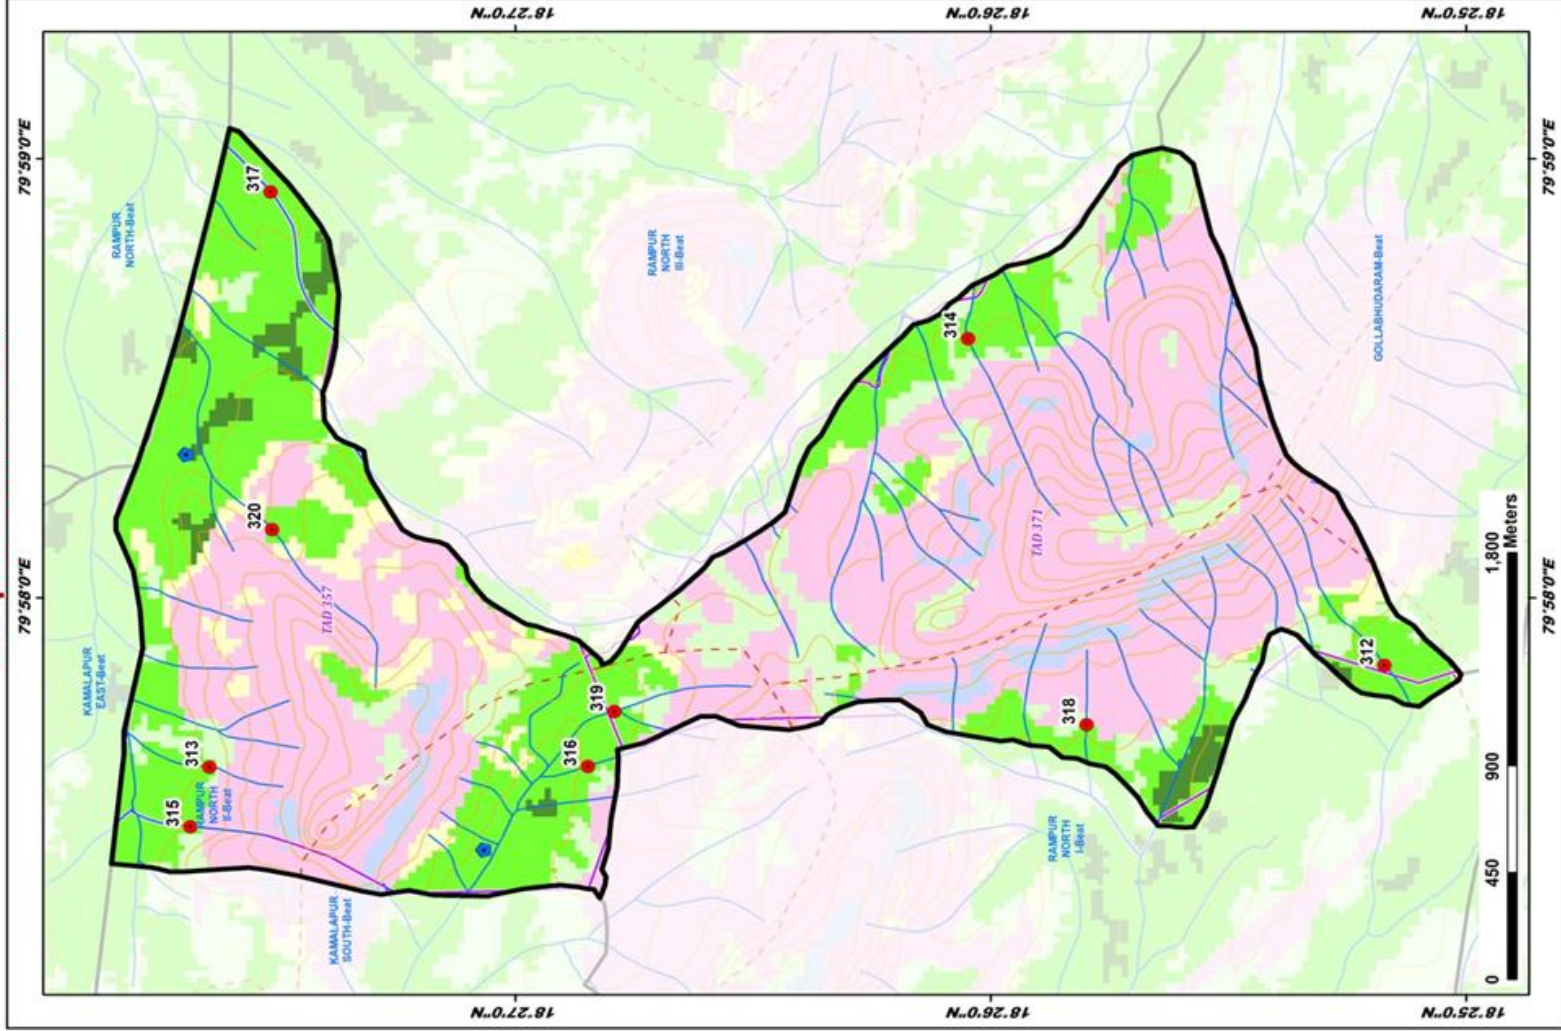 18°27'0"N
18°26'0"N
18°25'0"N
79°59'0"E
79°58'0"E
79°59'0"E
79°58'0"E
RAMPUR
NORTH-Beat
317
RAMPUR
NORTH
III-Beat
GOLLABHUDARAM-Beat
314
320
TAD 357
TAD 371
KAMALAPUR
EAST-Beat
312
319
318
313
316
315
RAMPUR
NORTH
II-Beat
RAMPUR
NORTH
I-Beat
KAMALAPUR
SOUTH-Beat
0
450
900
1,800
Meters
18°27'0"N
18°26'0"N
18°25'0"N